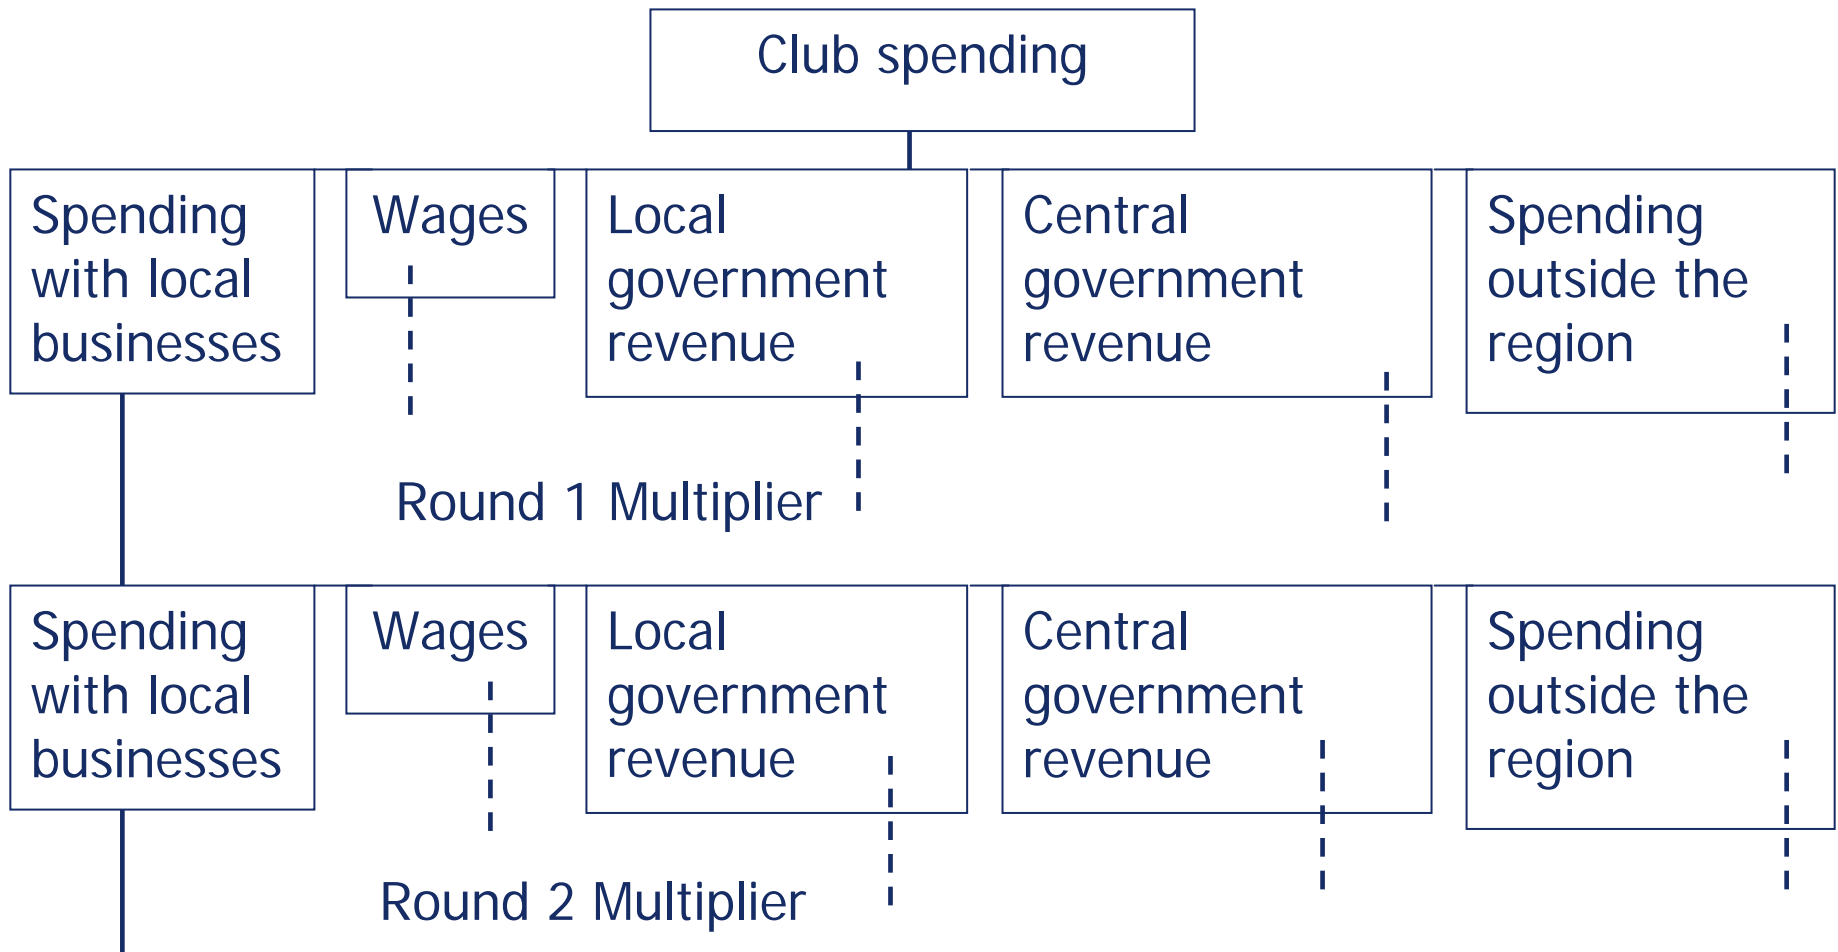 Club spending
Spending
with local
businesses
Wages
Local
government
revenue
Central
government
revenue
Spending
outside the
region
Round 1 Multiplier
Spending
with local
businesses
Wages
Local
government
revenue
Central
government
revenue
Spending
outside the
region
Round 2 Multiplier